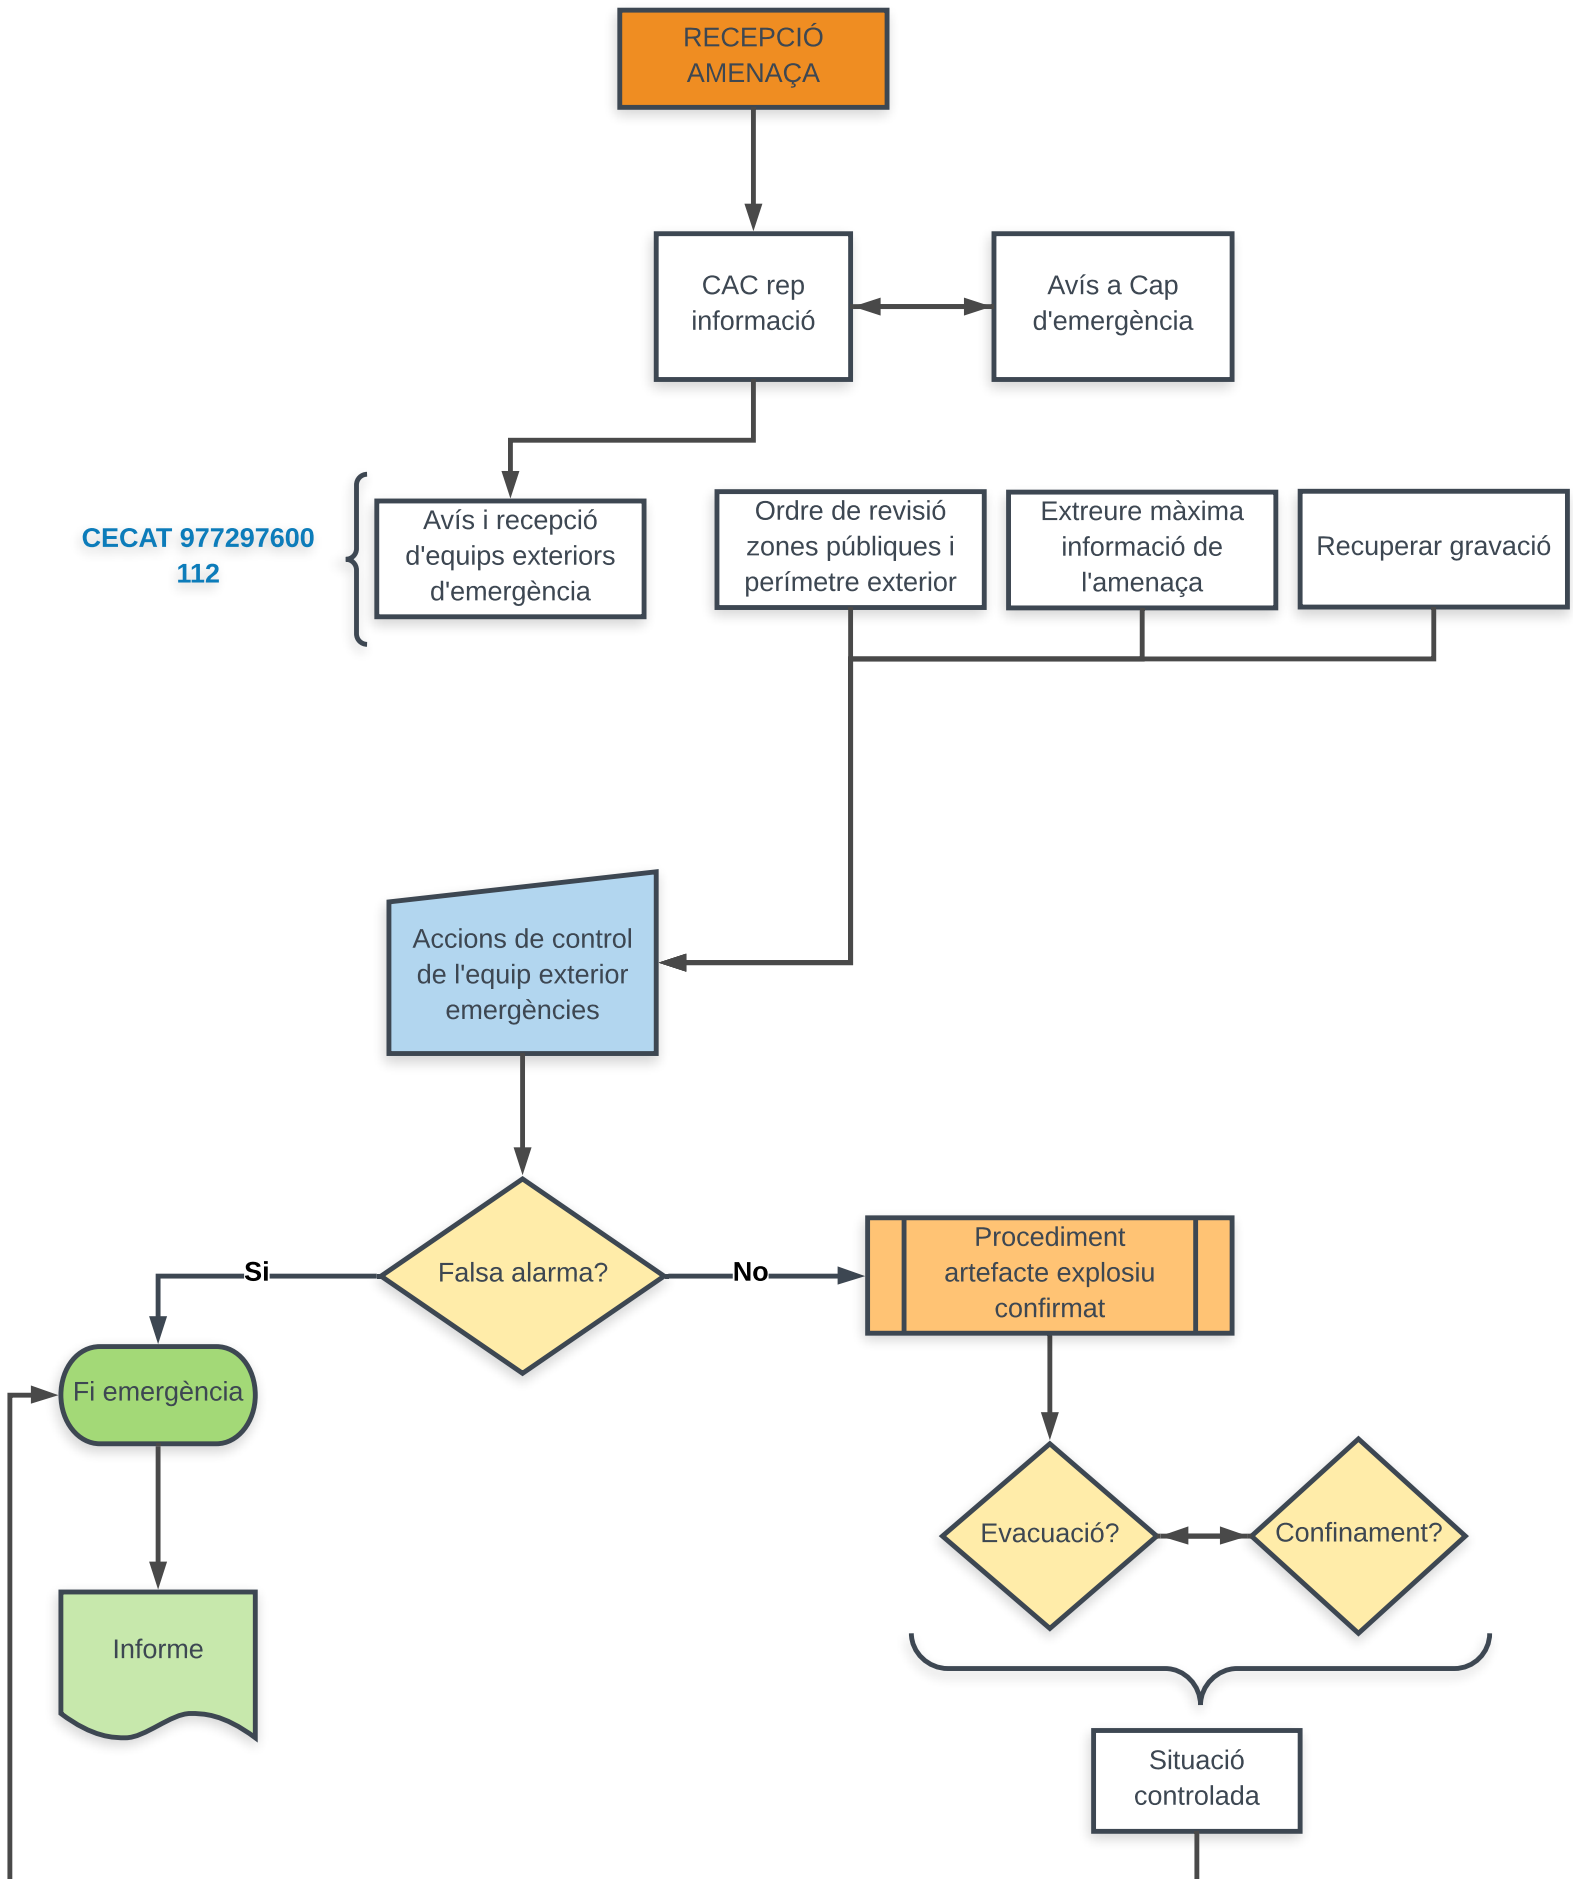 RECEPCIÓ
AMENAÇA
CAC rep
informació
Avís a Cap
d'emergència
CECAT 977297600
112
Avís i recepció
d'equips exteriors
d'emergència
Ordre de revisió
zones públiques i
perímetre exterior
Extreure màxima
informació de
l'amenaça
Recuperar gravació
Accions de control
de l'equip exterior
emergències
Falsa alarma?
Si
No
Procediment
artefacte explosiu
confirmat
Fi emergència
Evacuació?
Confinament?
Informe
Situació
controlada